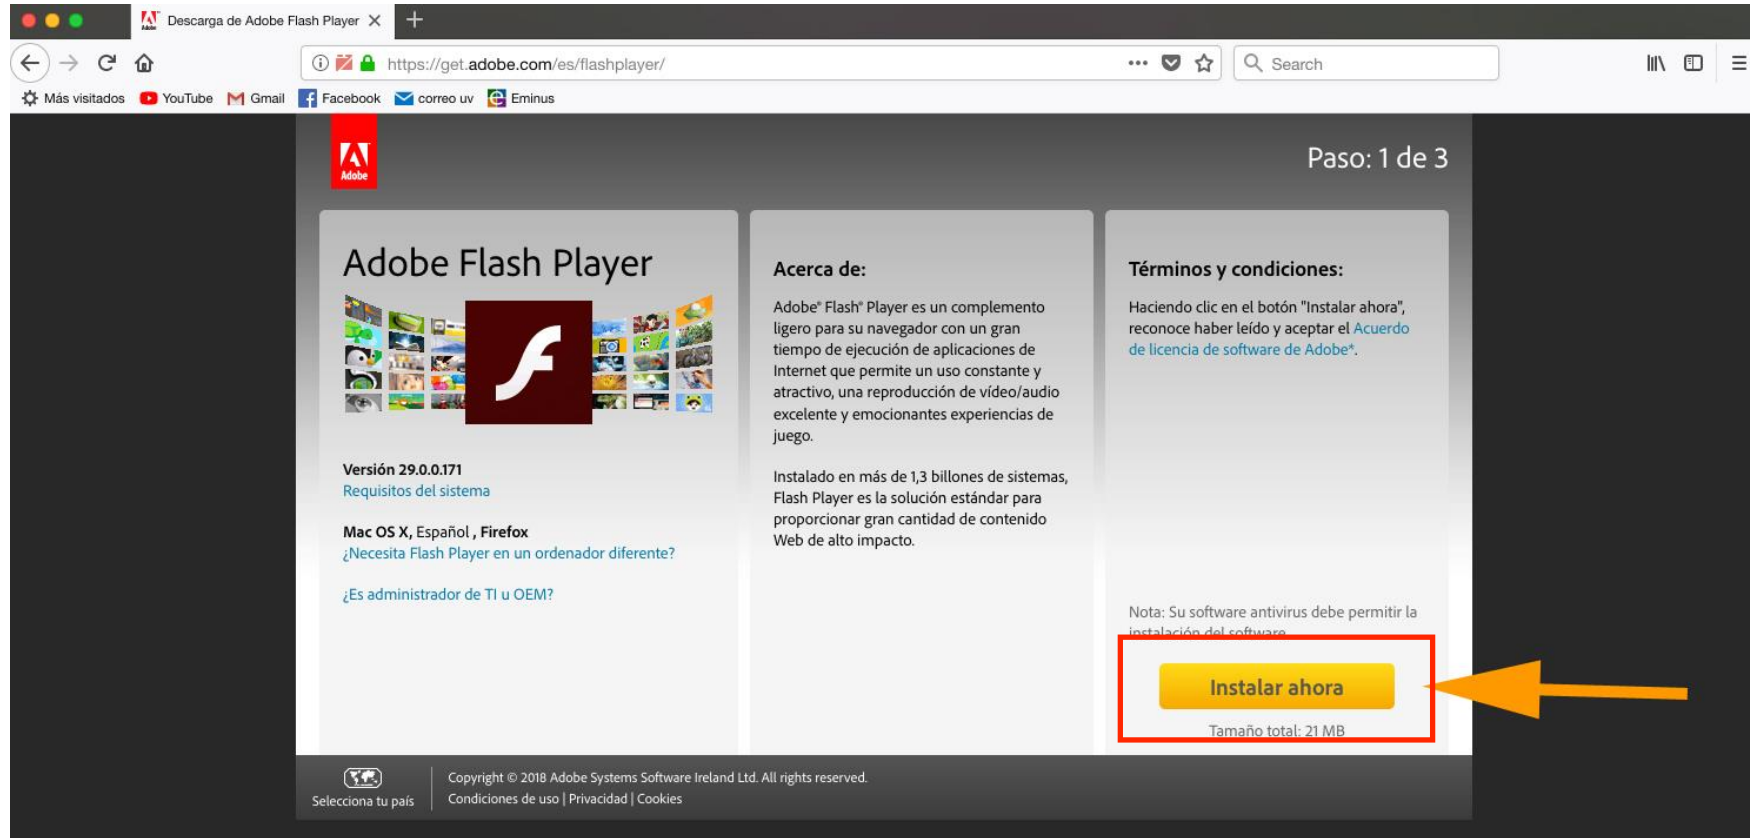 Descarga de Adobe Flash Player
https://get.adobe.com/es/flashplayer/
Search
Más visitados YouTube Gmail Facebook correo uv Eminus
Adobe
Paso: 1 de 3
Adobe Flash Player
Versión 29.0.0.171
Requisitos del sistema
Mac OS X, Español , Firefox
¿Necesita Flash Player en un ordenador diferente?
¿Es administrador de TI u OEM?
Acerca de:
Adobe® Flash® Player es un complemento
ligero para su navegador con un gran
tiempo de ejecución de aplicaciones de
Internet que permite un uso constante y
atractivo, una reproducción de vídeo/audio
excelente y emocionantes experiencias de
juego.
Instalado en más de 1,3 billones de sistemas,
Flash Player es la solución estándar para
proporcionar gran cantidad de contenido
Web de alto impacto.
Términos y condiciones:
Haciendo clic en el botón "Instalar ahora",
reconoce haber leído y aceptar el Acuerdo
de licencia de software de Adobe*.
Nota: Su software antivirus debe permitir la
instalación del software.
Instalar ahora
Tamaño total: 21 MB
Selecciona tu país
Copyright © 2018 Adobe Systems Software Ireland Ltd. All rights reserved.
Condiciones de uso | Privacidad | Cookies